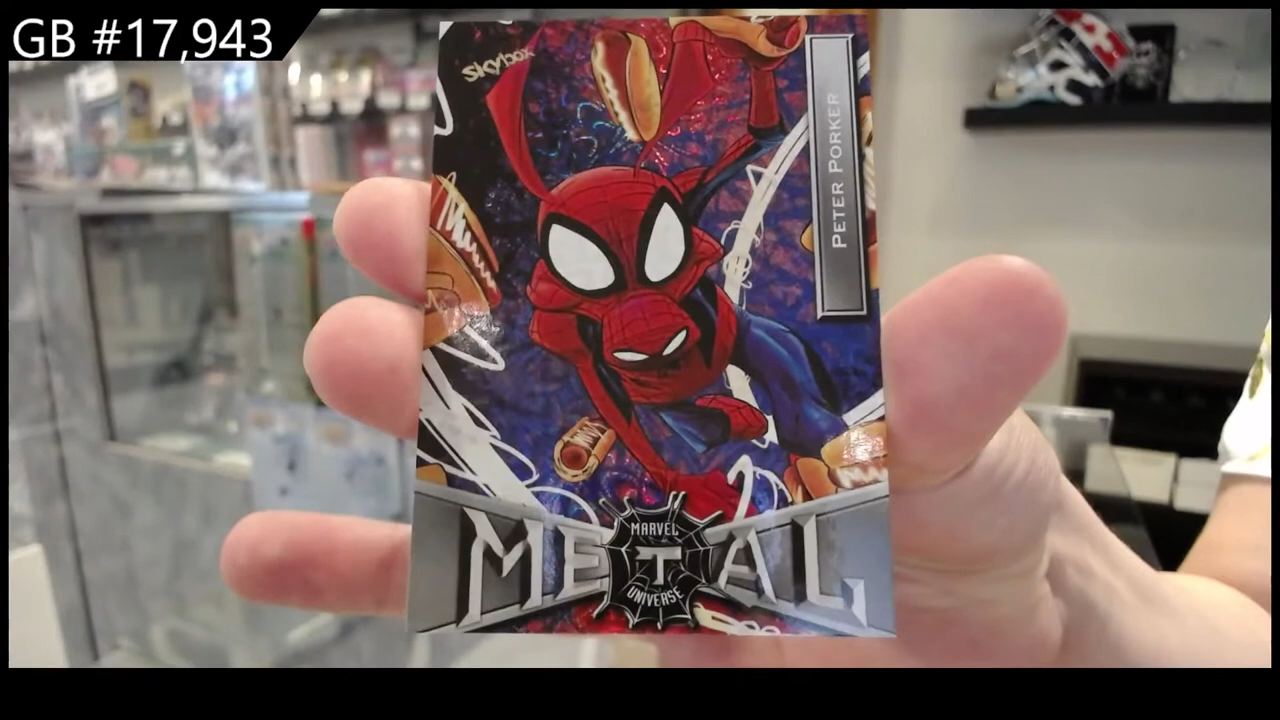 GB #17,943
skybox
PETER PORKER
METAL
MARVEL
UNIVERSE